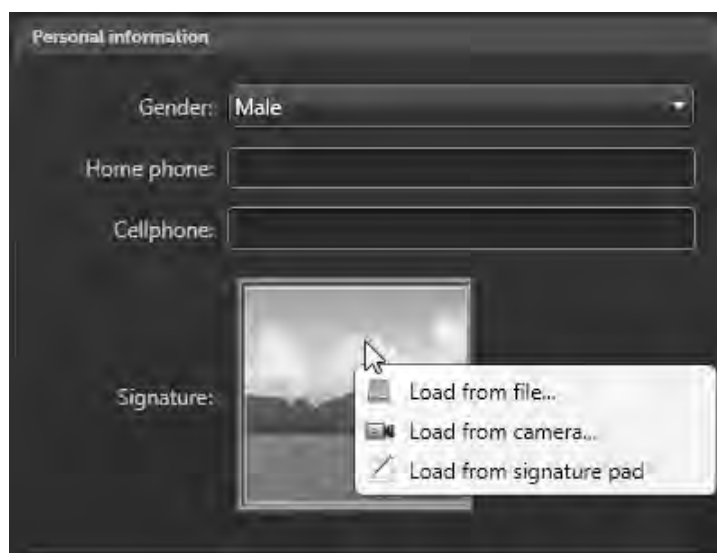 Personal information
Gender: Male
Home phone:
Cellphone:
Signature:
Load from file...
Load from camera...
Load from signature pad